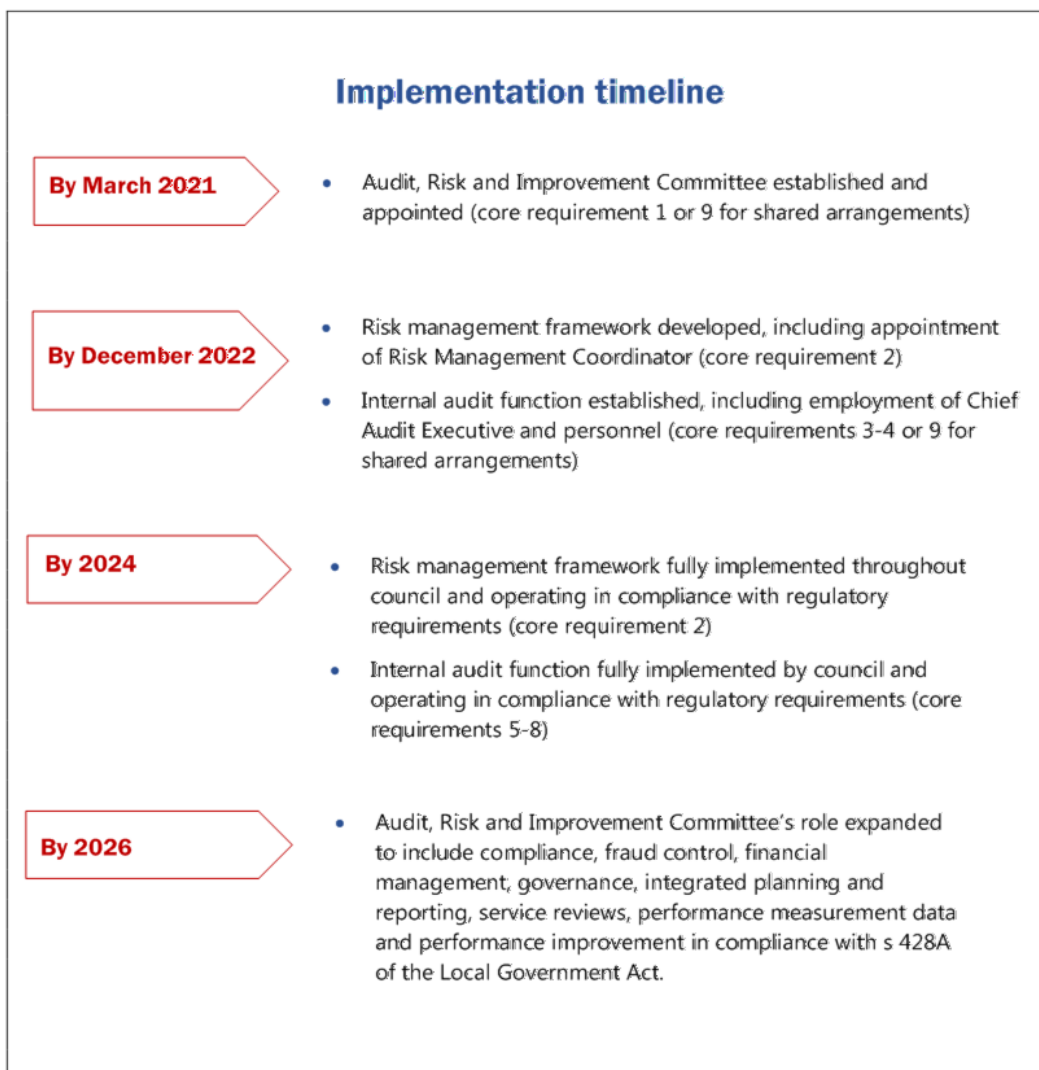 Implementation timeline
By March 2021
• Audit, Risk and Improvement Committee established and
appointed (core requirement 1 or 9 for shared arrangements)
By December 2022
• Risk management framework developed, including appointment
of Risk Management Coordinator (core requirement 2)
• Internal audit function established, including employment of Chief
Audit Executive and personnel (core requirements 3-4 or 9 for
shared arrangements)
By 2024
• Risk management framework fully implemented throughout
council and operating in compliance with regulatory
requirements (core requirement 2)
• Internal audit function fully implemented by council and
operating in compliance with regulatory requirements (core
requirements 5-8)
By 2026
• Audit, Risk and Improvement Committee’s role expanded
to include compliance, fraud control, financial
management, governance, integrated planning and
reporting, service reviews, performance measurement data
and performance improvement in compliance with s 428A
of the Local Government Act.